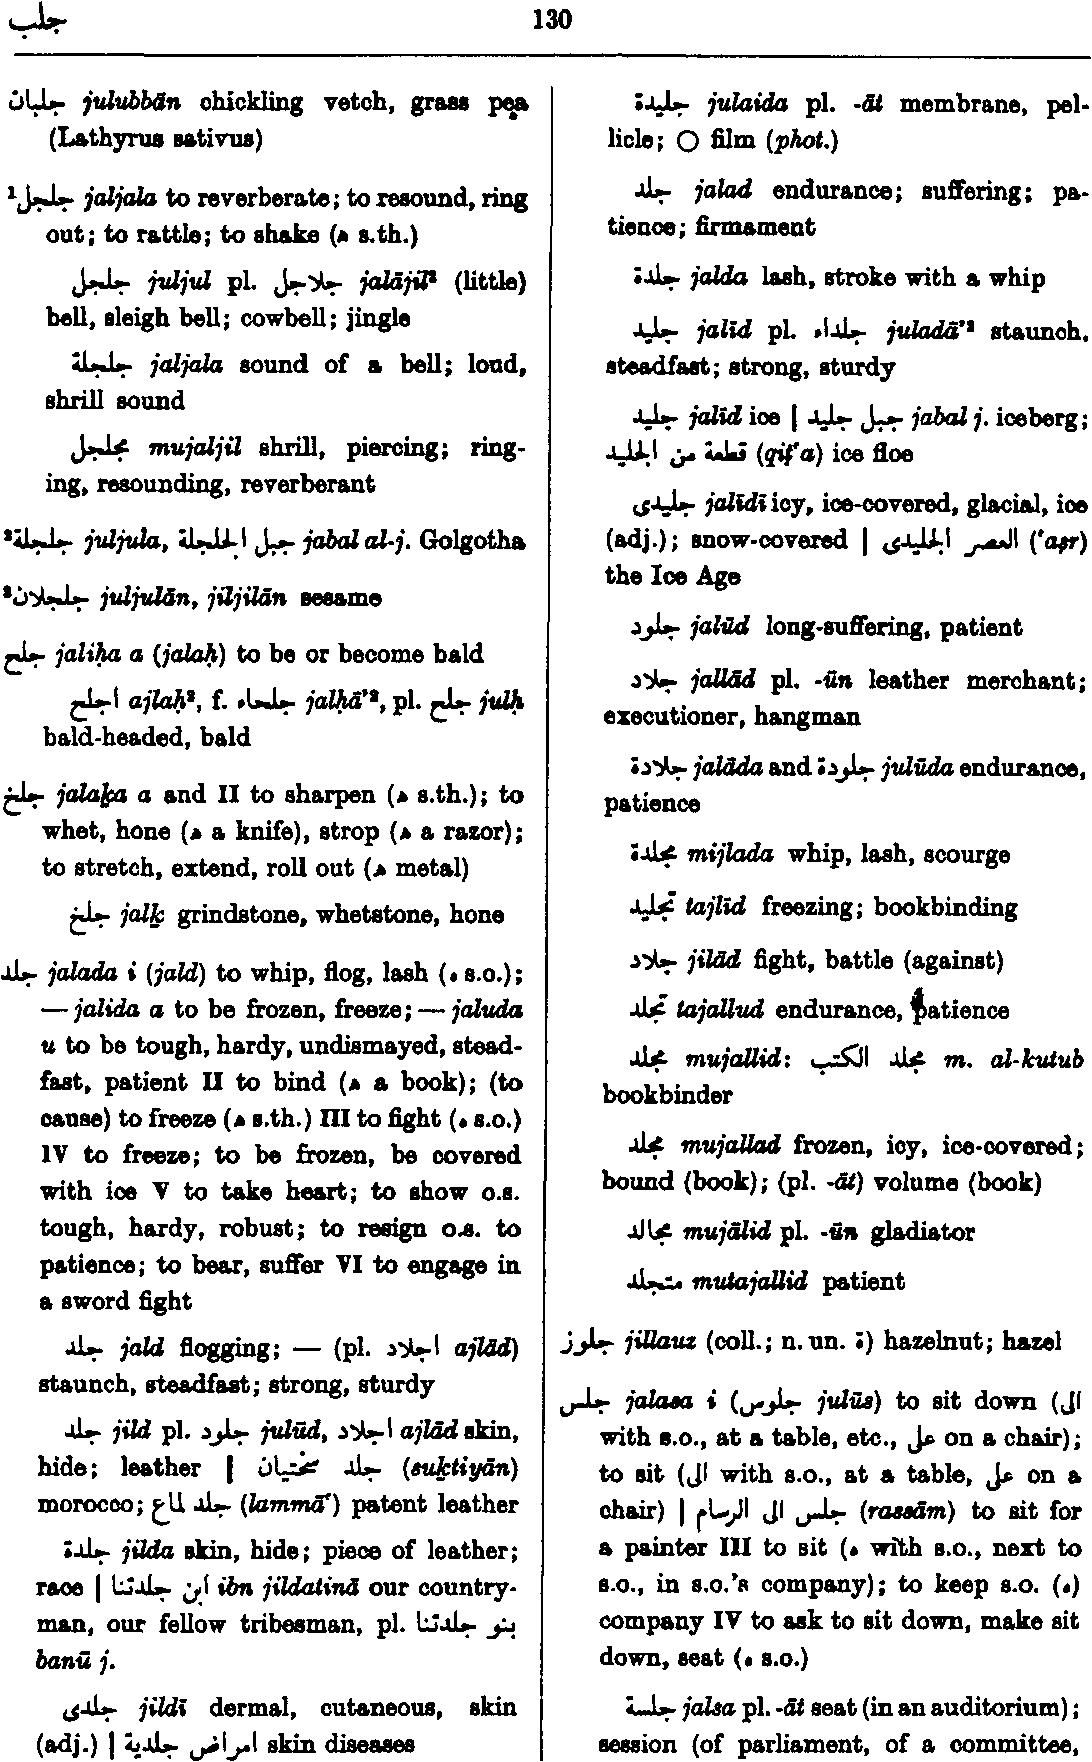 جلب
130
جلبان julubbān chickling vetch, grass pea
(Lathyrus sativus)
¹جلجل jaljala to reverberate; to resound, ring
out; to rattle; to shake (ه s.th.)
جلجل juljul pl. جلاجل jalājil² (little)
bell, sleigh bell; cowbell; jingle
جلجلة jaljala sound of a bell; loud,
shrill sound
مجلجل mujaljil shrill, piercing; ring-
ing, resounding, reverberant
²جلجلة juljula, جبل الجلجلة jabal al-j. Golgotha
³جلجلان juljulān, jiljilān sesame
جلح jaliḥa a (jalaḥ) to be or become bald
اجلح ajlaḥ², f. جلحاء jalḥā'², pl. جلح julḥ
bald-headed, bald
جلخ jalaḵa a and II to sharpen (ه s.th.); to
whet, hone (ه a knife), strop (ه a razor);
to stretch, extend, roll out (ه metal)
جلخ jalḵ grindstone, whetstone, hone
جلد jalada i (jald) to whip, flog, lash (ه s.o.);
— jalida a to be frozen, freeze; — jaluda
u to be tough, hardy, undismayed, stead-
fast, patient II to bind (ه a book); (to
cause) to freeze (ه s.th.) III to fight (ه s.o.)
IV to freeze; to be frozen, be covered
with ice V to take heart; to show o.s.
tough, hardy, robust; to resign o.s. to
patience; to bear, suffer VI to engage in
a sword fight
جلد jald flogging; — (pl. اجلاد ajlād)
staunch, steadfast; strong, sturdy
جلد jild pl. جلود julūd, اجلاد ajlād skin,
hide; leather | جلد سختيان (suḵtiyān)
morocco; جلد لماع (lammāʿ) patent leather
جلدة jilda skin, hide; piece of leather;
race | ابن جلدتنا ibn jildatinā our country-
man, our fellow tribesman, pl. بنو جلدتنا
banū j.
جلدى jildī dermal, cutaneous, skin
(adj.) | امراض جلدية skin diseases
جليدة julaida pl. -āt membrane, pel-
licle; ○ film (phot.)
جلد jalad endurance; suffering; pa-
tience; firmament
جلدة jalda lash, stroke with a whip
جليد jalīd pl. جلداء juladā'² staunch,
steadfast; strong, sturdy
جليد jalīd ice | جبل جليد jabal j. iceberg;
قطعة من الجليد (qiṭʿa) ice floe
جليدى jalīdī icy, ice-covered, glacial, ice
(adj.); snow-covered | العصر الجليدى (ʿaṣr)
the Ice Age
جلود jalūd long-suffering, patient
جلاد jallād pl. -ūn leather merchant;
executioner, hangman
جلادة jalāda and جلودة julūda endurance,
patience
مجلدة mijlada whip, lash, scourge
تجليد tajlīd freezing; bookbinding
جلاد jilād fight, battle (against)
تجلد tajallud endurance, patience
مجلد mujallid: مجلد الكتب m. al-kutub
bookbinder
مجلد mujallad frozen, icy, ice-covered;
bound (book); (pl. -āt) volume (book)
مجالد mujālid pl. -ūn gladiator
متجلد mutajallid patient
جلوز jillauz (coll.; n. un. ة) hazelnut; hazel
جلس jalasa i (جلوس julūs) to sit down (الى
with s.o., at a table, etc., على on a chair);
to sit (الى with s.o., at a table, على on a
chair) | جلس الى الرسام (rassām) to sit for
a painter III to sit (ه with s.o., next to
s.o., in s.o.'s company); to keep s.o. (ه)
company IV to ask to sit down, make sit
down, seat (ه s.o.)
جلسة jalsa pl. -āt seat (in an auditorium);
session (of parliament, of a committee,